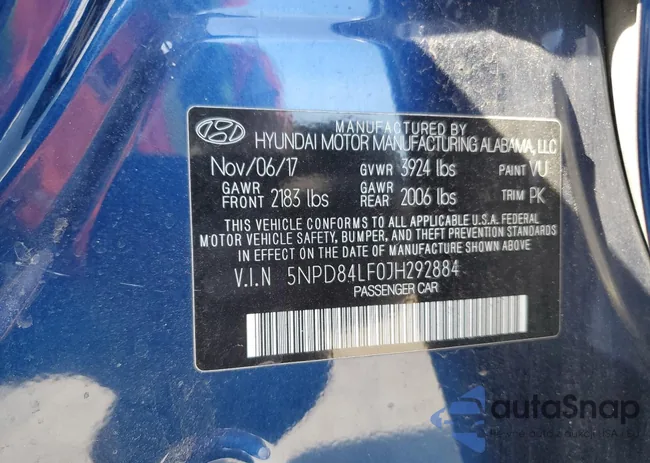 MANUFACTURED BY
HYUNDAI MOTOR MANUFACTURING ALABAMA, LLC
Nov/06/17 GVWR 3924 lbs PAINT VU
GAWR FRONT 2183 lbs GAWR REAR 2006 lbs TRIM PK
THIS VEHICLE CONFORMS TO ALL APPLICABLE U.S.A. FEDERAL
MOTOR VEHICLE SAFETY, BUMPER, AND THEFT PREVENTION STANDARDS
IN EFFECT ON THE DATE OF MANUFACTURE SHOWN ABOVE.
V.I.N 5NPD84LF0JH292884
PASSENGER CAR
autoSnap